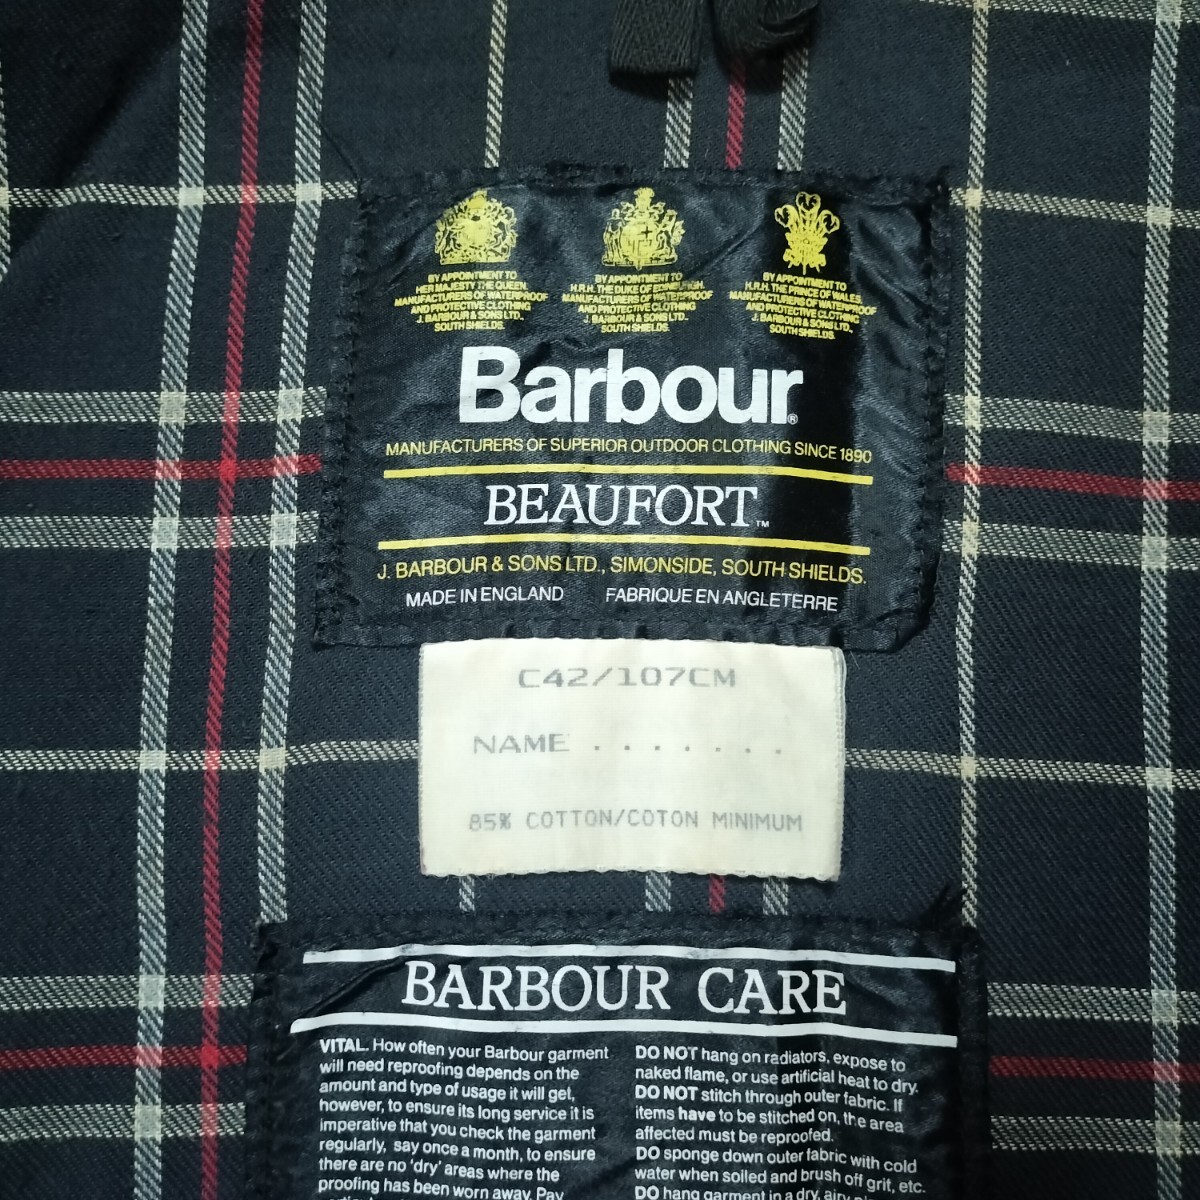 BY APPOINTMENT TO
HER MAJESTY THE QUEEN,
MANUFACTURERS OF WATERPROOF
AND PROTECTIVE CLOTHING
J. BARBOUR & SONS LTD.,
SOUTH SHIELDS.
BY APPOINTMENT TO
H.R.H. THE DUKE OF EDINBURGH,
MANUFACTURERS OF WATERPROOF
AND PROTECTIVE CLOTHING
J. BARBOUR & SONS LTD.,
SOUTH SHIELDS.
BY APPOINTMENT TO
H.R.H. THE PRINCE OF WALES,
MANUFACTURERS OF WATERPROOF
AND PROTECTIVE CLOTHING
J. BARBOUR & SONS LTD.,
SOUTH SHIELDS.
Barbour®
MANUFACTURERS OF SUPERIOR OUTDOOR CLOTHING SINCE 1890
BEAUFORT™
J. BARBOUR & SONS LTD., SIMONSIDE, SOUTH SHIELDS.
MADE IN ENGLAND FABRIQUE EN ANGLETERRE
C42/107CM
NAME . . . . . . .
85% COTTON/COTON MINIMUM
BARBOUR CARE
VITAL. How often your Barbour garment
will need reproofing depends on the
amount and type of usage it will get,
however, to ensure its long service it is
imperative that you check the garment
regularly, say once a month, to ensure
there are no 'dry' areas where the
proofing has been worn away. Pay
DO NOT hang on radiators, expose to
naked flame, or use artificial heat to dry.
DO NOT stitch through outer fabric. If
items have to be stitched on, the area
affected must be reproofed.
DO sponge down outer fabric with cold
water when soiled and brush off grit, etc.
DO hang garment in a dry, airy